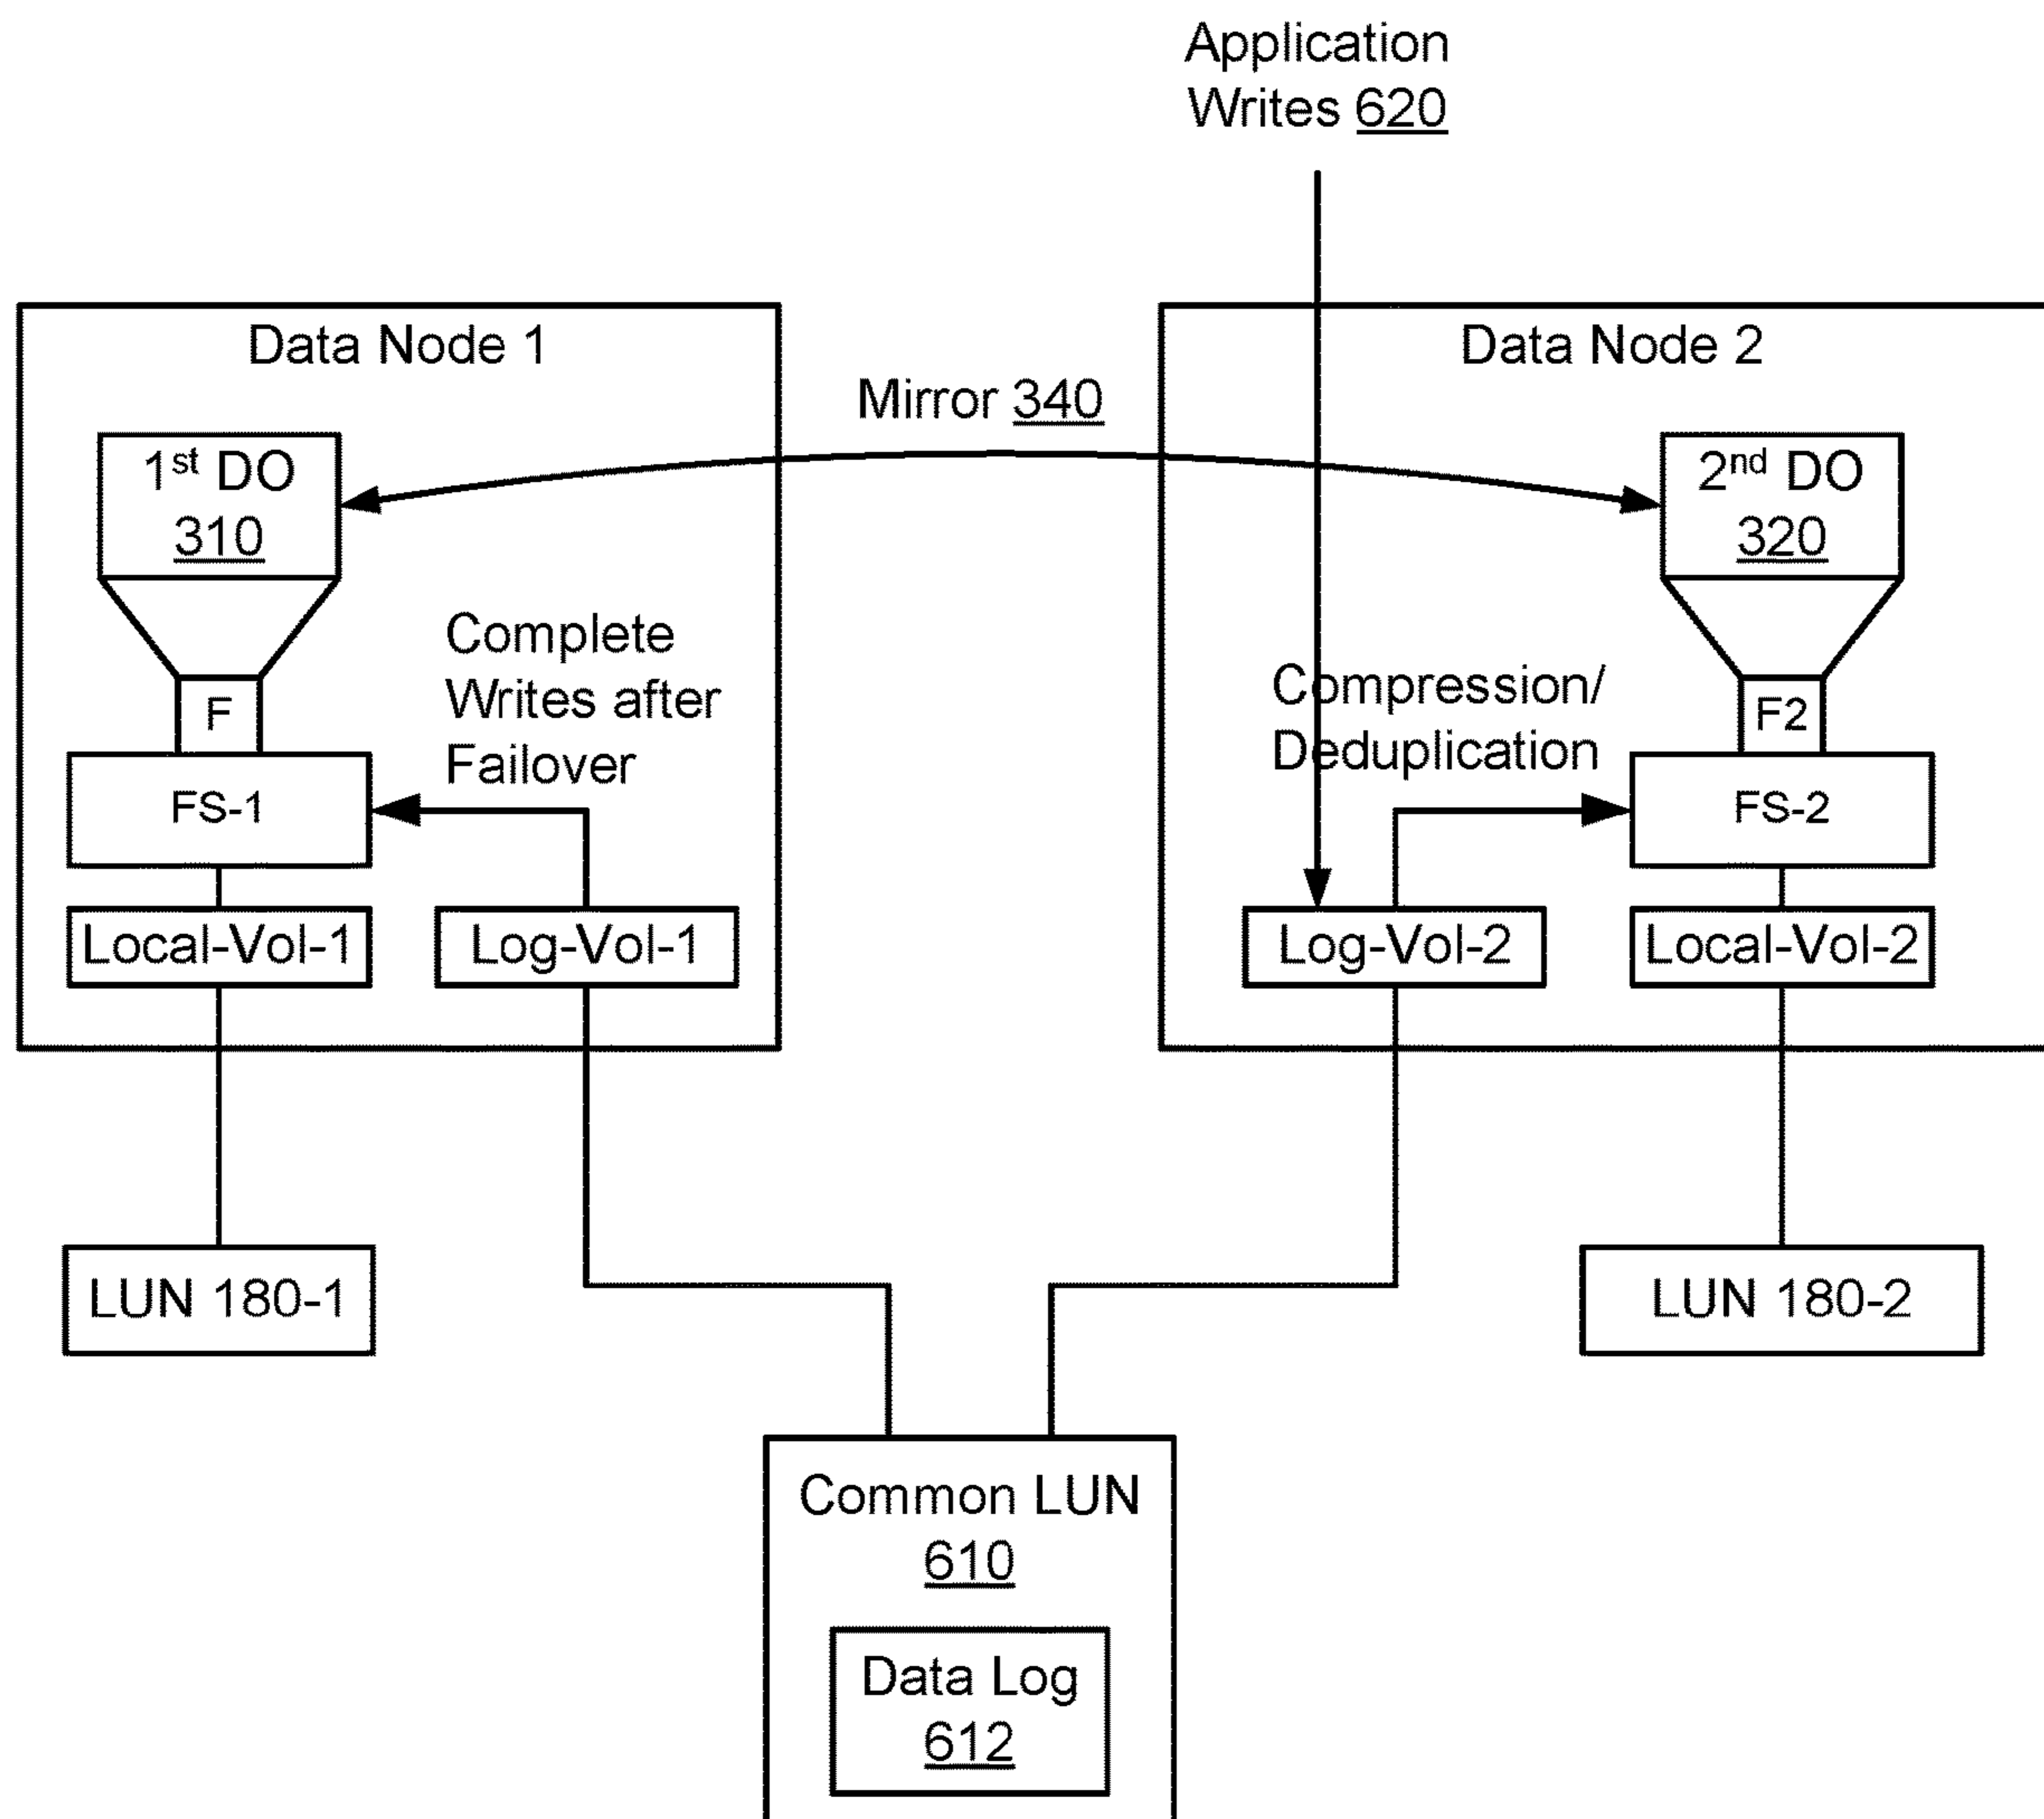 Application
Writes 620
Data Node 1
Data Node 2
Mirror 340
1st DO
310
2nd DO
320
Complete
Writes after
Failover
F
FS-1
Compression/
Deduplication
F2
FS-2
Local-Vol-1
Log-Vol-1
Log-Vol-2
Local-Vol-2
LUN 180-1
LUN 180-2
Common LUN
610
Data Log
612